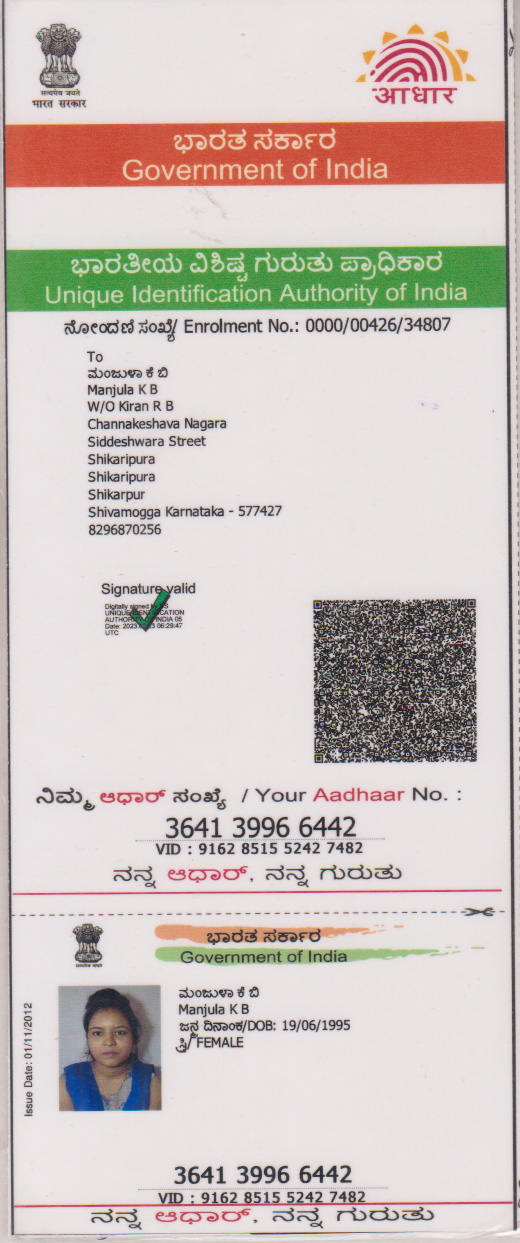 सत्यमेव जयते
भारत सरकार
आधार
ಭಾರತ ಸರ್ಕಾರ
Government of India
ಭಾರತೀಯ ವಿಶಿಷ್ಟ ಗುರುತು ಪ್ರಾಧಿಕಾರ
Unique Identification Authority of India
ನೋಂದಣಿ ಸಂಖ್ಯೆ/ Enrolment No.: 0000/00426/34807
To
ಮಂಜುಳಾ ಕೆ ಬಿ
Manjula K B
W/O Kiran R B
Channakeshava Nagara
Siddeshwara Street
Shikaripura
Shikaripura
Shikarpur
Shivamogga Karnataka - 577427
8296870256
Signature valid
Digitally signed
UNIQUE IDENTIFICATION
AUTHORITY OF INDIA 05
Date: 06:29:47
UTC
ನಿಮ್ಮ ಆಧಾರ್ ಸಂಖ್ಯೆ / Your Aadhaar No. :
3641 3996 6442
VID : 9162 8515 5242 7482
ನನ್ನ ಆಧಾರ್, ನನ್ನ ಗುರುತು
ಭಾರತ ಸರ್ಕಾರ
Government of India
Issue Date: 01/11/2012
ಮಂಜುಳಾ ಕೆ ಬಿ
Manjula K B
ಜನ್ಮ ದಿನಾಂಕ/DOB: 19/06/1995
ಸ್ತ್ರೀ/ FEMALE
3641 3996 6442
VID : 9162 8515 5242 7482
ನನ್ನ ಆಧಾರ್, ನನ್ನ ಗುರುತು